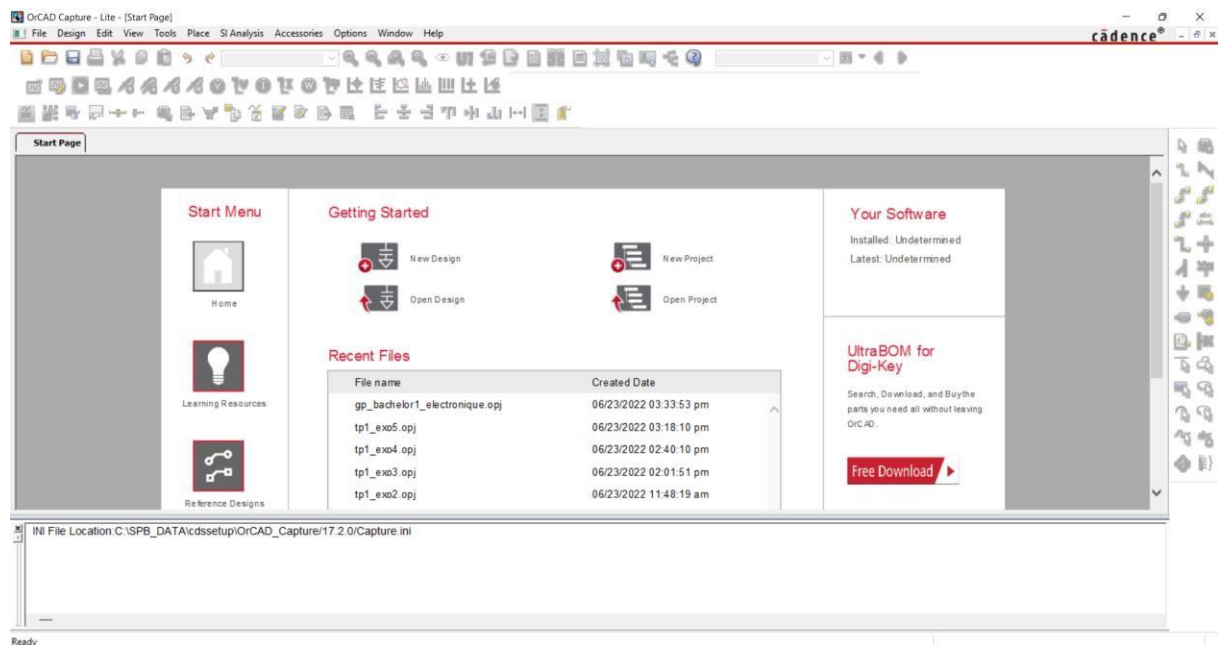 OrCAD Capture - Lite - [Start Page]
File Design Edit View Tools Place SI Analysis Accessories Options Window Help
cādence®
Start Page
Start Menu
Home
Learning Resources
Reference Designs
Getting Started
New Design
New Project
Open Design
Open Project
Recent Files
File name Created Date
gp_bachelor1_electronique.opj 06/23/2022 03:33:53 pm
tp1_exo5.opj 06/23/2022 03:18:10 pm
tp1_exo4.opj 06/23/2022 02:40:10 pm
tp1_exo3.opj 06/23/2022 02:01:51 pm
tp1_exo2.opj 06/23/2022 11:48:19 am
Your Software
Installed: Undetermined
Latest: Undetermined
UltraBOM for
Digi-Key
Search, Download, and Buythe
parts you need all without leaving
OrCAD.
Free Download
INI File Location:C:\SPB_DATA\cdssetup\OrCAD_Capture/17.2.0/Capture.ini
Ready